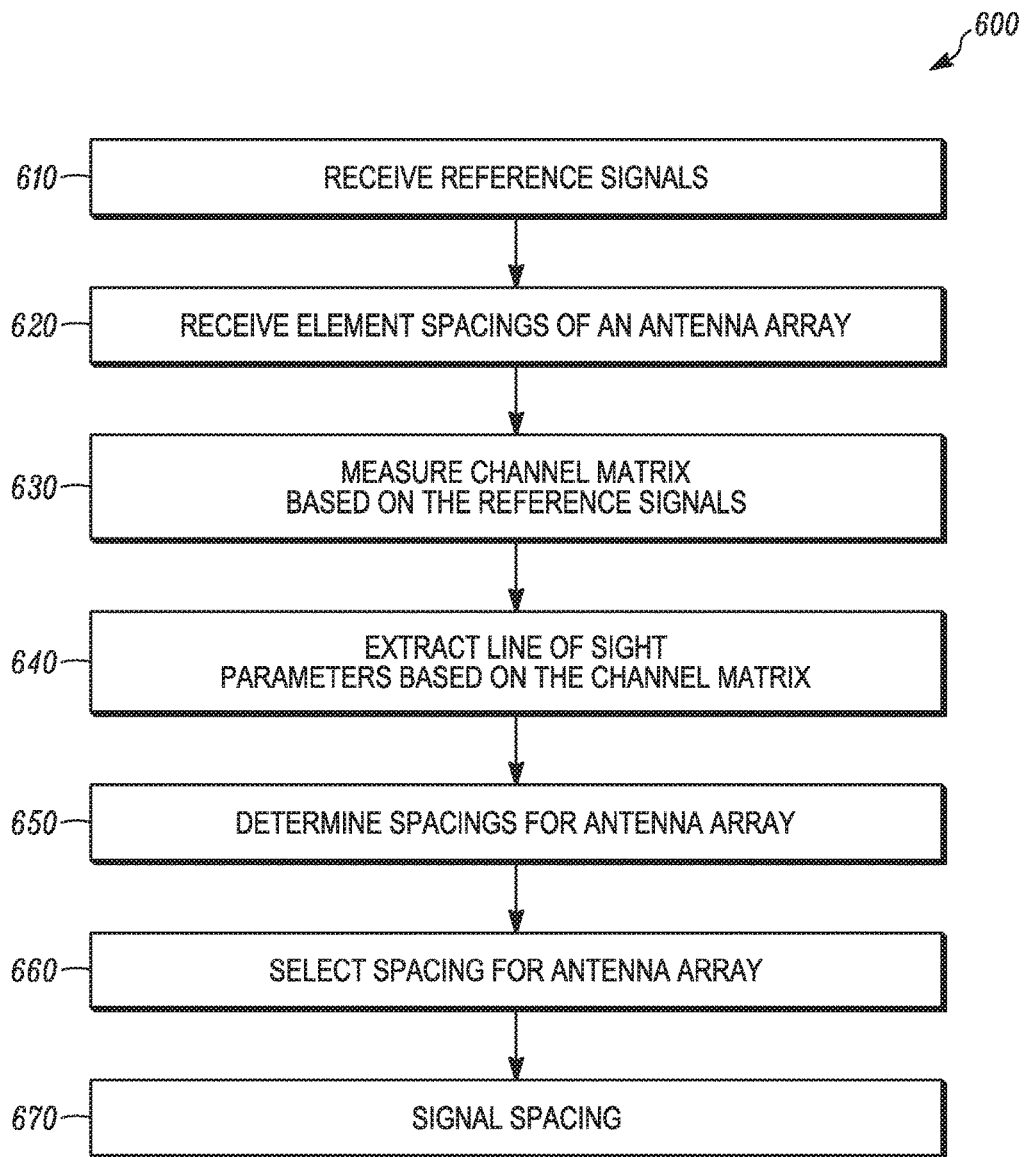 600
610
RECEIVE REFERENCE SIGNALS
620
RECEIVE ELEMENT SPACINGS OF AN ANTENNA ARRAY
630
MEASURE CHANNEL MATRIX
BASED ON THE REFERENCE SIGNALS
640
EXTRACT LINE OF SIGHT
PARAMETERS BASED ON THE CHANNEL MATRIX
650
DETERMINE SPACINGS FOR ANTENNA ARRAY
660
SELECT SPACING FOR ANTENNA ARRAY
670
SIGNAL SPACING